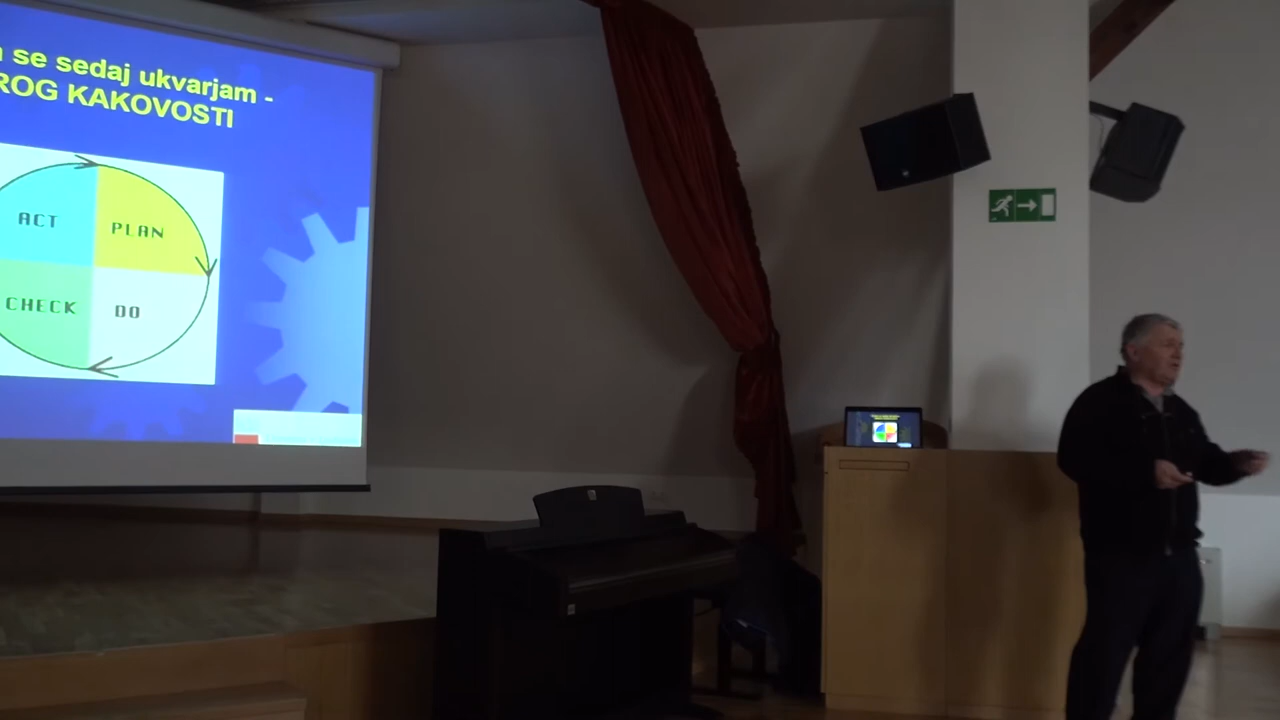 se sedaj ukvarjam -
ROG KAKOVOSTI
ACT
PLAN
CHECK
DO